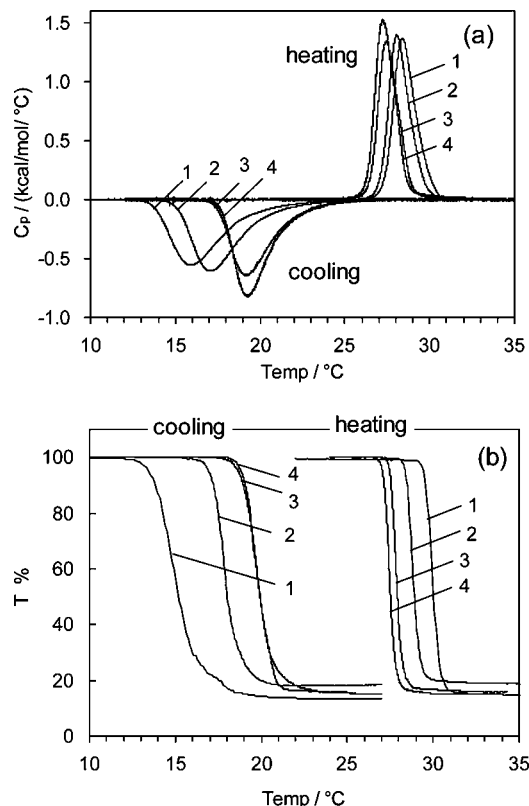 (a)
1.5
1.0
0.5
0.0
-0.5
-1.0
Cp / (kcal/mol/ °C)
heating
1
2
3
4
1 2 3 4
cooling
10 15 20 25 30 35
Temp / °C
cooling heating
(b)
100
80
60
40
20
0
T %
4
3
2
1
1
2
3
4
10 15 20 25 30 35
Temp / °C